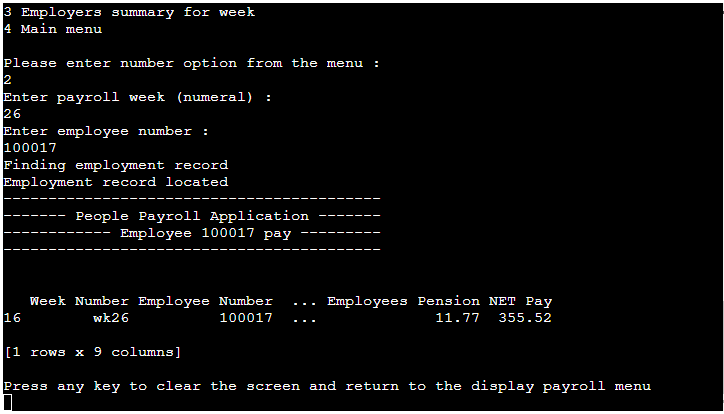 3 Employers summary for week
4 Main menu
Please enter number option from the menu :
2
Enter payroll week (numeral) :
26
Enter employee number :
100017
Finding employment record
Employment record located
------------------------------------------
------- People Payroll Application -------
------------ Employee 100017 pay ---------
------------------------------------------
Week Number Employee Number  ... Employees Pension NET Pay
16        wk26          100017  ...             11.77  355.52
[1 rows x 9 columns]
Press any key to clear the screen and return to the display payroll menu